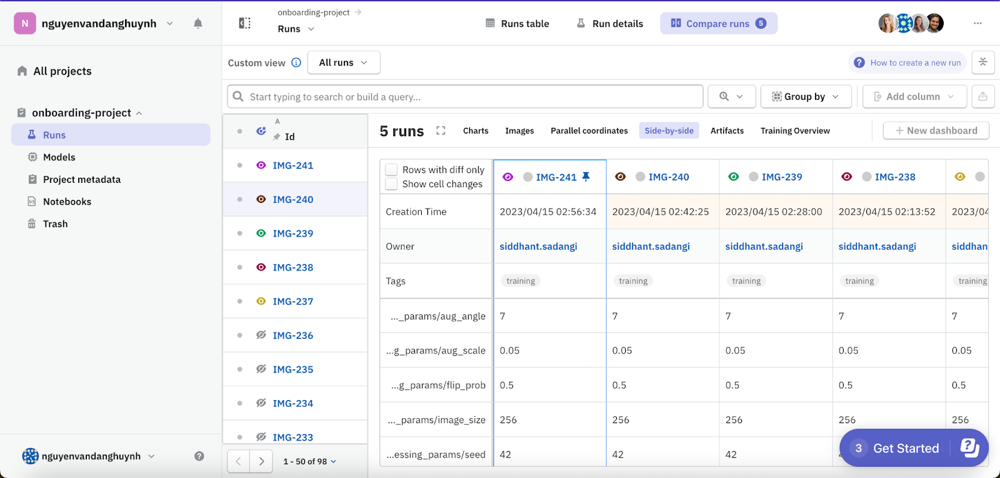 N nguyenvandanghuynh
onboarding-project
Runs
Runs table
Run details
Compare runs 5
All projects
onboarding-project
Runs
Models
Project metadata
Notebooks
Trash
nguyenvandanghuynh
Custom view
All runs
How to create a new run
Start typing to search or build a query...
Group by
Add column
A
Id
IMG-241
IMG-240
IMG-239
IMG-238
IMG-237
IMG-236
IMG-235
IMG-234
IMG-233
1 - 50 of 98
5 runs
Charts
Images
Parallel coordinates
Side-by-side
Artifacts
Training Overview
New dashboard
Rows with diff only
Show cell changes
IMG-241 IMG-240 IMG-239 IMG-238
Creation Time 2023/04/15 02:56:34 2023/04/15 02:42:25 2023/04/15 02:28:00 2023/04/15 02:13:52 2023/04
Owner siddhant.sadangi siddhant.sadangi siddhant.sadangi siddhant.sadangi siddhan
Tags training training training training training
..._params/aug_angle 7 7 7 7 7
...g_params/aug_scale 0.05 0.05 0.05 0.05 0.05
...g_params/flip_prob 0.5 0.5 0.5 0.5 0.5
..._params/image_size 256 256 256 256 256
...essing_params/seed 42 42 42
3 Get Started